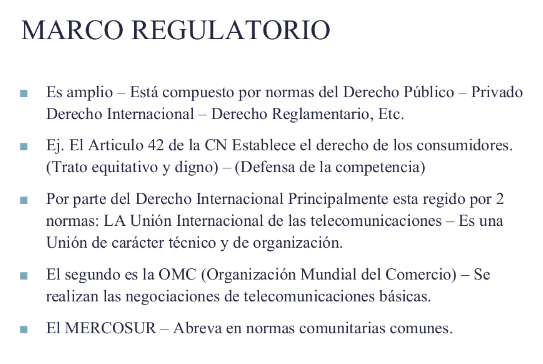 MARCO REGULATORIO
Es amplio – Está compuesto por normas del Derecho Público – Privado
Derecho Internacional – Derecho Reglamentario, Etc.
Ej. El Articulo 42 de la CN Establece el derecho de los consumidores.
(Trato equitativo y digno) – (Defensa de la competencia)
Por parte del Derecho Internacional Principalmente esta regido por 2
normas: LA Unión Internacional de las telecomunicaciones – Es una
Unión de carácter técnico y de organización.
El segundo es la OMC (Organización Mundial del Comercio) – Se
realizan las negociaciones de telecomunicaciones básicas.
El MERCOSUR – Abreva en normas comunitarias comunes.